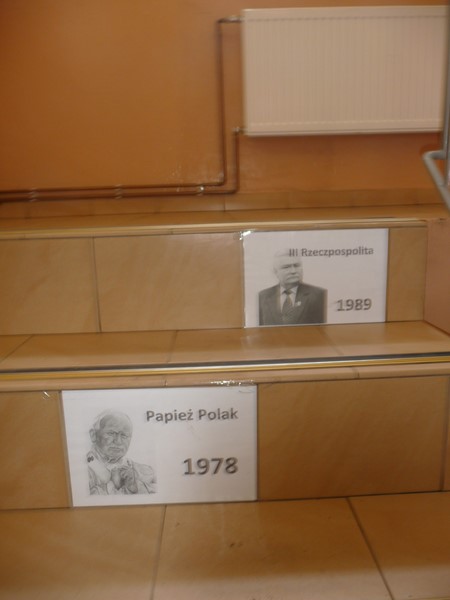 III Rzeczpospolita
1989
Papież Polak
1978